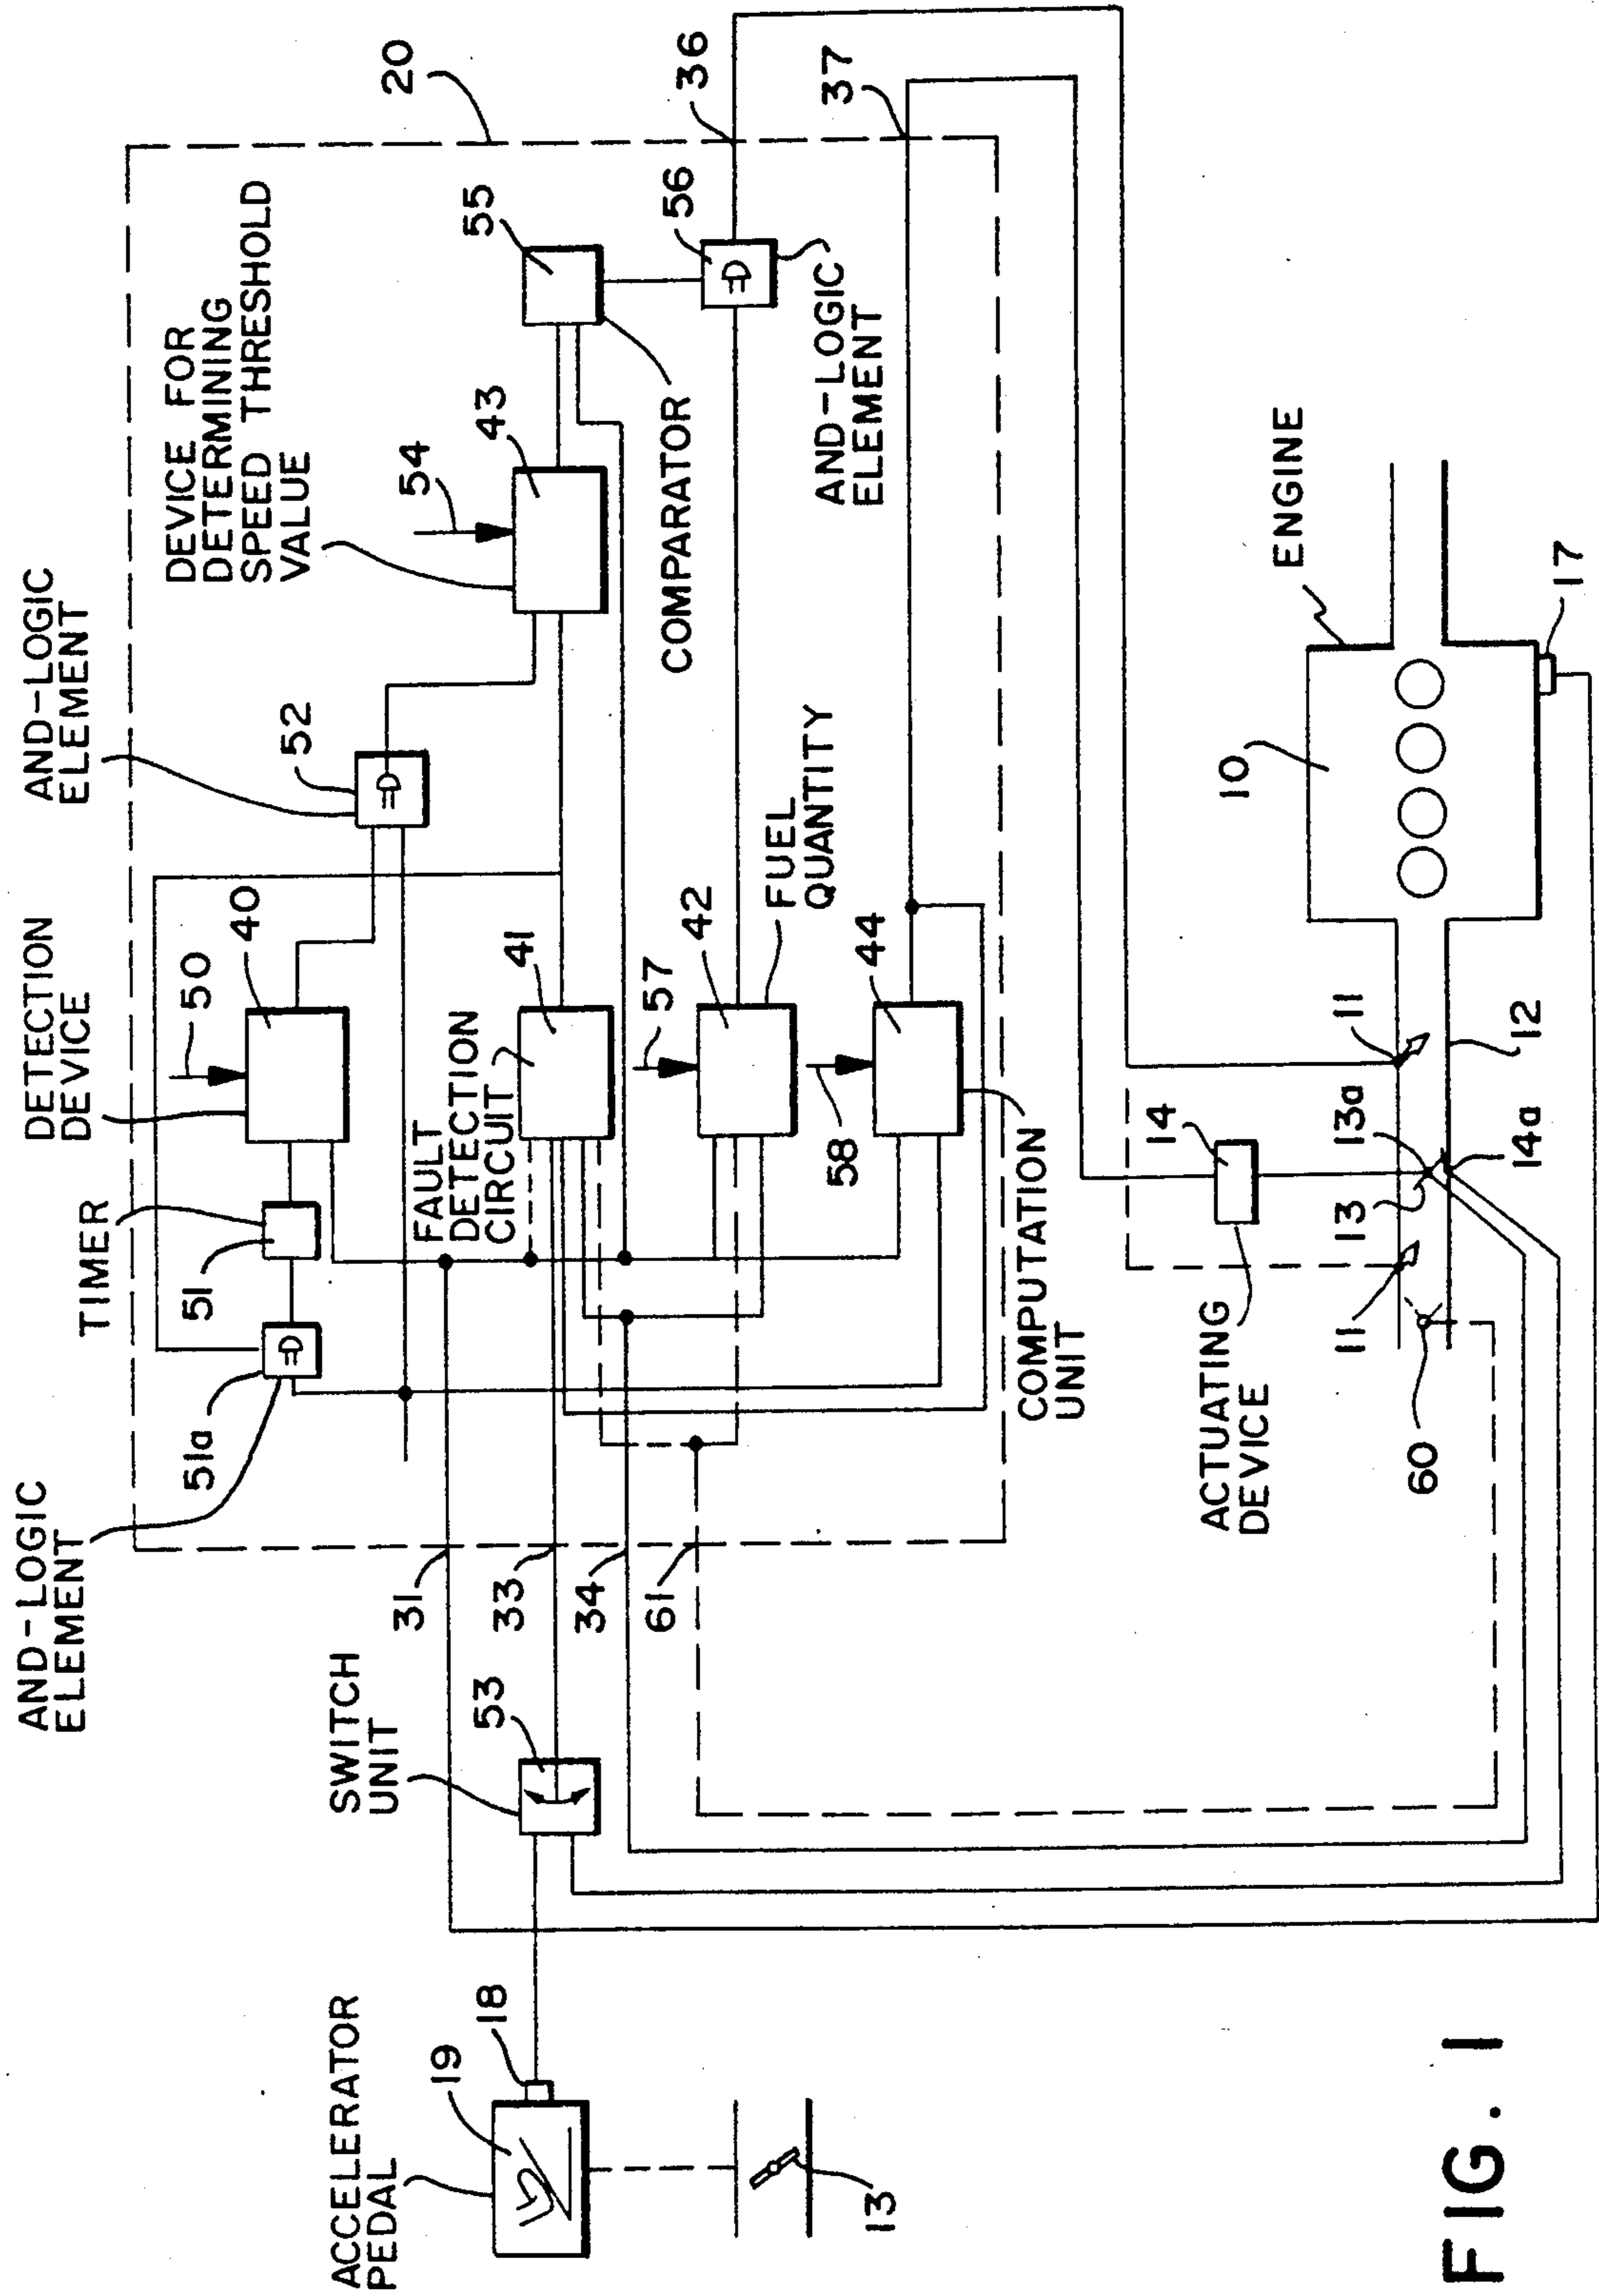 20
36
37
DEVICE FOR
DETERMINING
SPEED THRESHOLD
VALUE
55
56
54
43
COMPARATOR
AND-LOGIC
ELEMENT
AND-LOGIC
ELEMENT
52
DETECTION
DEVICE
50
40
41
FAULT
DETECTION
CIRCUIT
57
42
FUEL
QUANTITY
58
44
COMPUTATION
UNIT
TIMER
51
51a
AND-LOGIC
ELEMENT
31
33
34
61
SWITCH
UNIT
53
ACCELERATOR
PEDAL
19
18
13
ENGINE
10
17
11
12
13a
14a
14
13
11
ACTUATING
DEVICE
60
FIG. 1